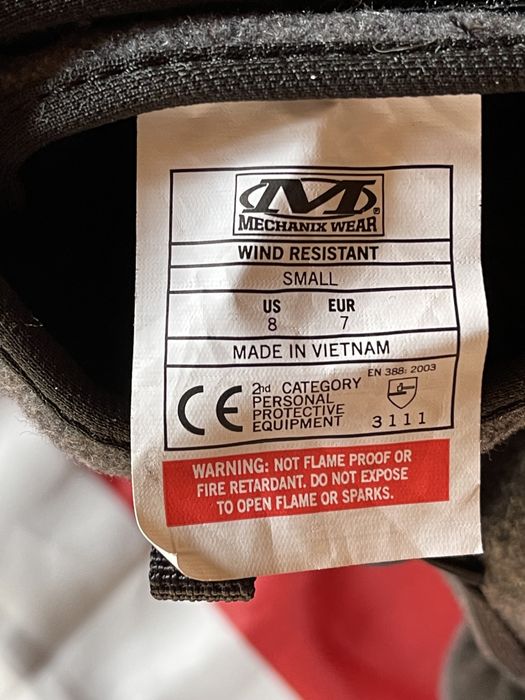 M®
MECHANIX WEAR
WIND RESISTANT
SMALL
US EUR
8 7
MADE IN VIETNAM
EN 388: 2003
CE 2nd CATEGORY
PERSONAL
PROTECTIVE
EQUIPMENT 3111
WARNING: NOT FLAME PROOF OR
FIRE RETARDANT. DO NOT EXPOSE
TO OPEN FLAME OR SPARKS.